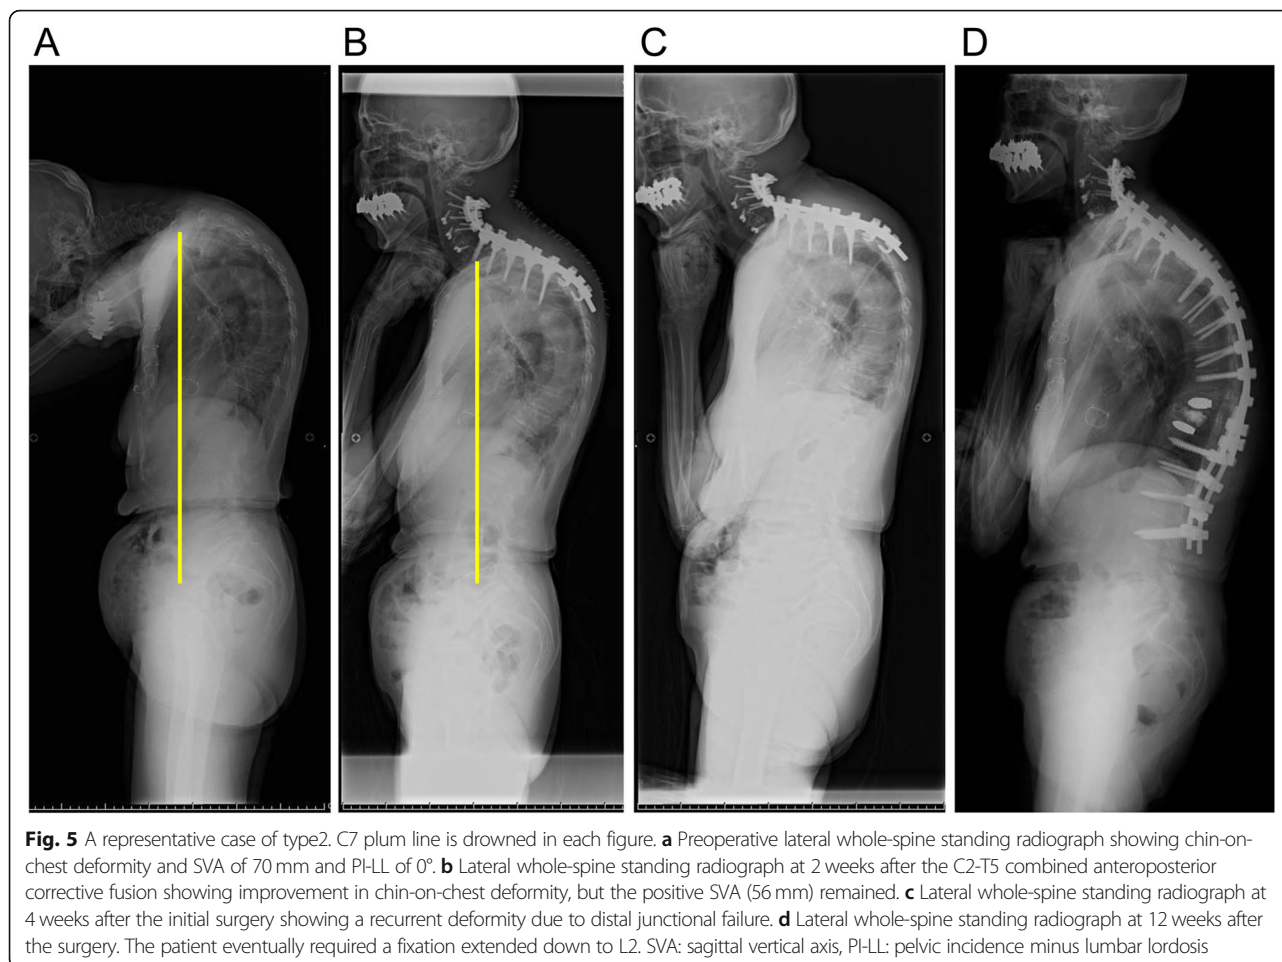 A B C D
Fig. 5 A representative case of type2. C7 plum line is drowned in each figure. a Preoperative lateral whole-spine standing radiograph showing chin-on-
chest deformity and SVA of 70 mm and PI-LL of 0°. b Lateral whole-spine standing radiograph at 2 weeks after the C2-T5 combined anteroposterior
corrective fusion showing improvement in chin-on-chest deformity, but the positive SVA (56 mm) remained. c Lateral whole-spine standing radiograph at
4 weeks after the initial surgery showing a recurrent deformity due to distal junctional failure. d Lateral whole-spine standing radiograph at 12 weeks after
the surgery. The patient eventually required a fixation extended down to L2. SVA: sagittal vertical axis, PI-LL: pelvic incidence minus lumbar lordosis